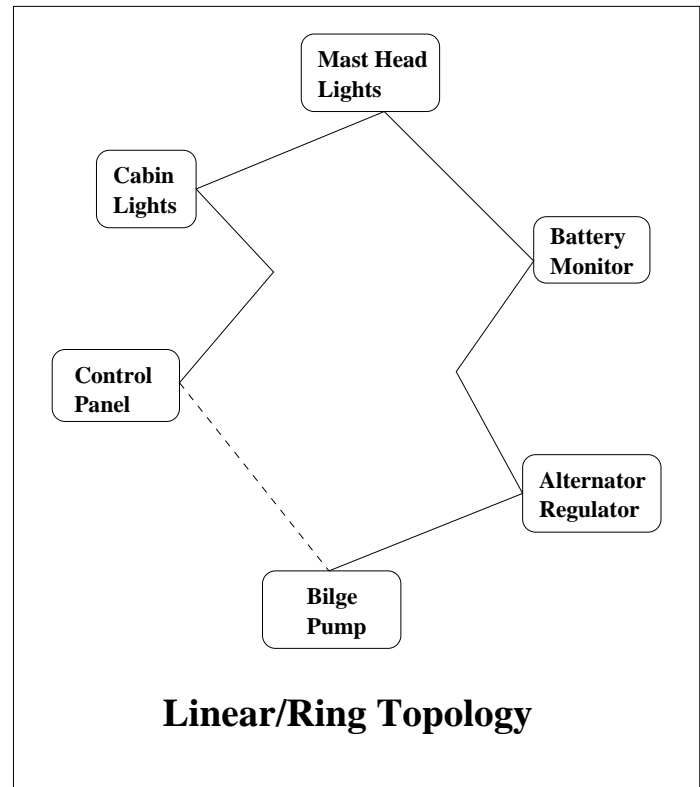 Mast Head
Lights
Cabin
Lights
Battery
Monitor
Control
Panel
Alternator
Regulator
Bilge
Pump
Linear/Ring Topology